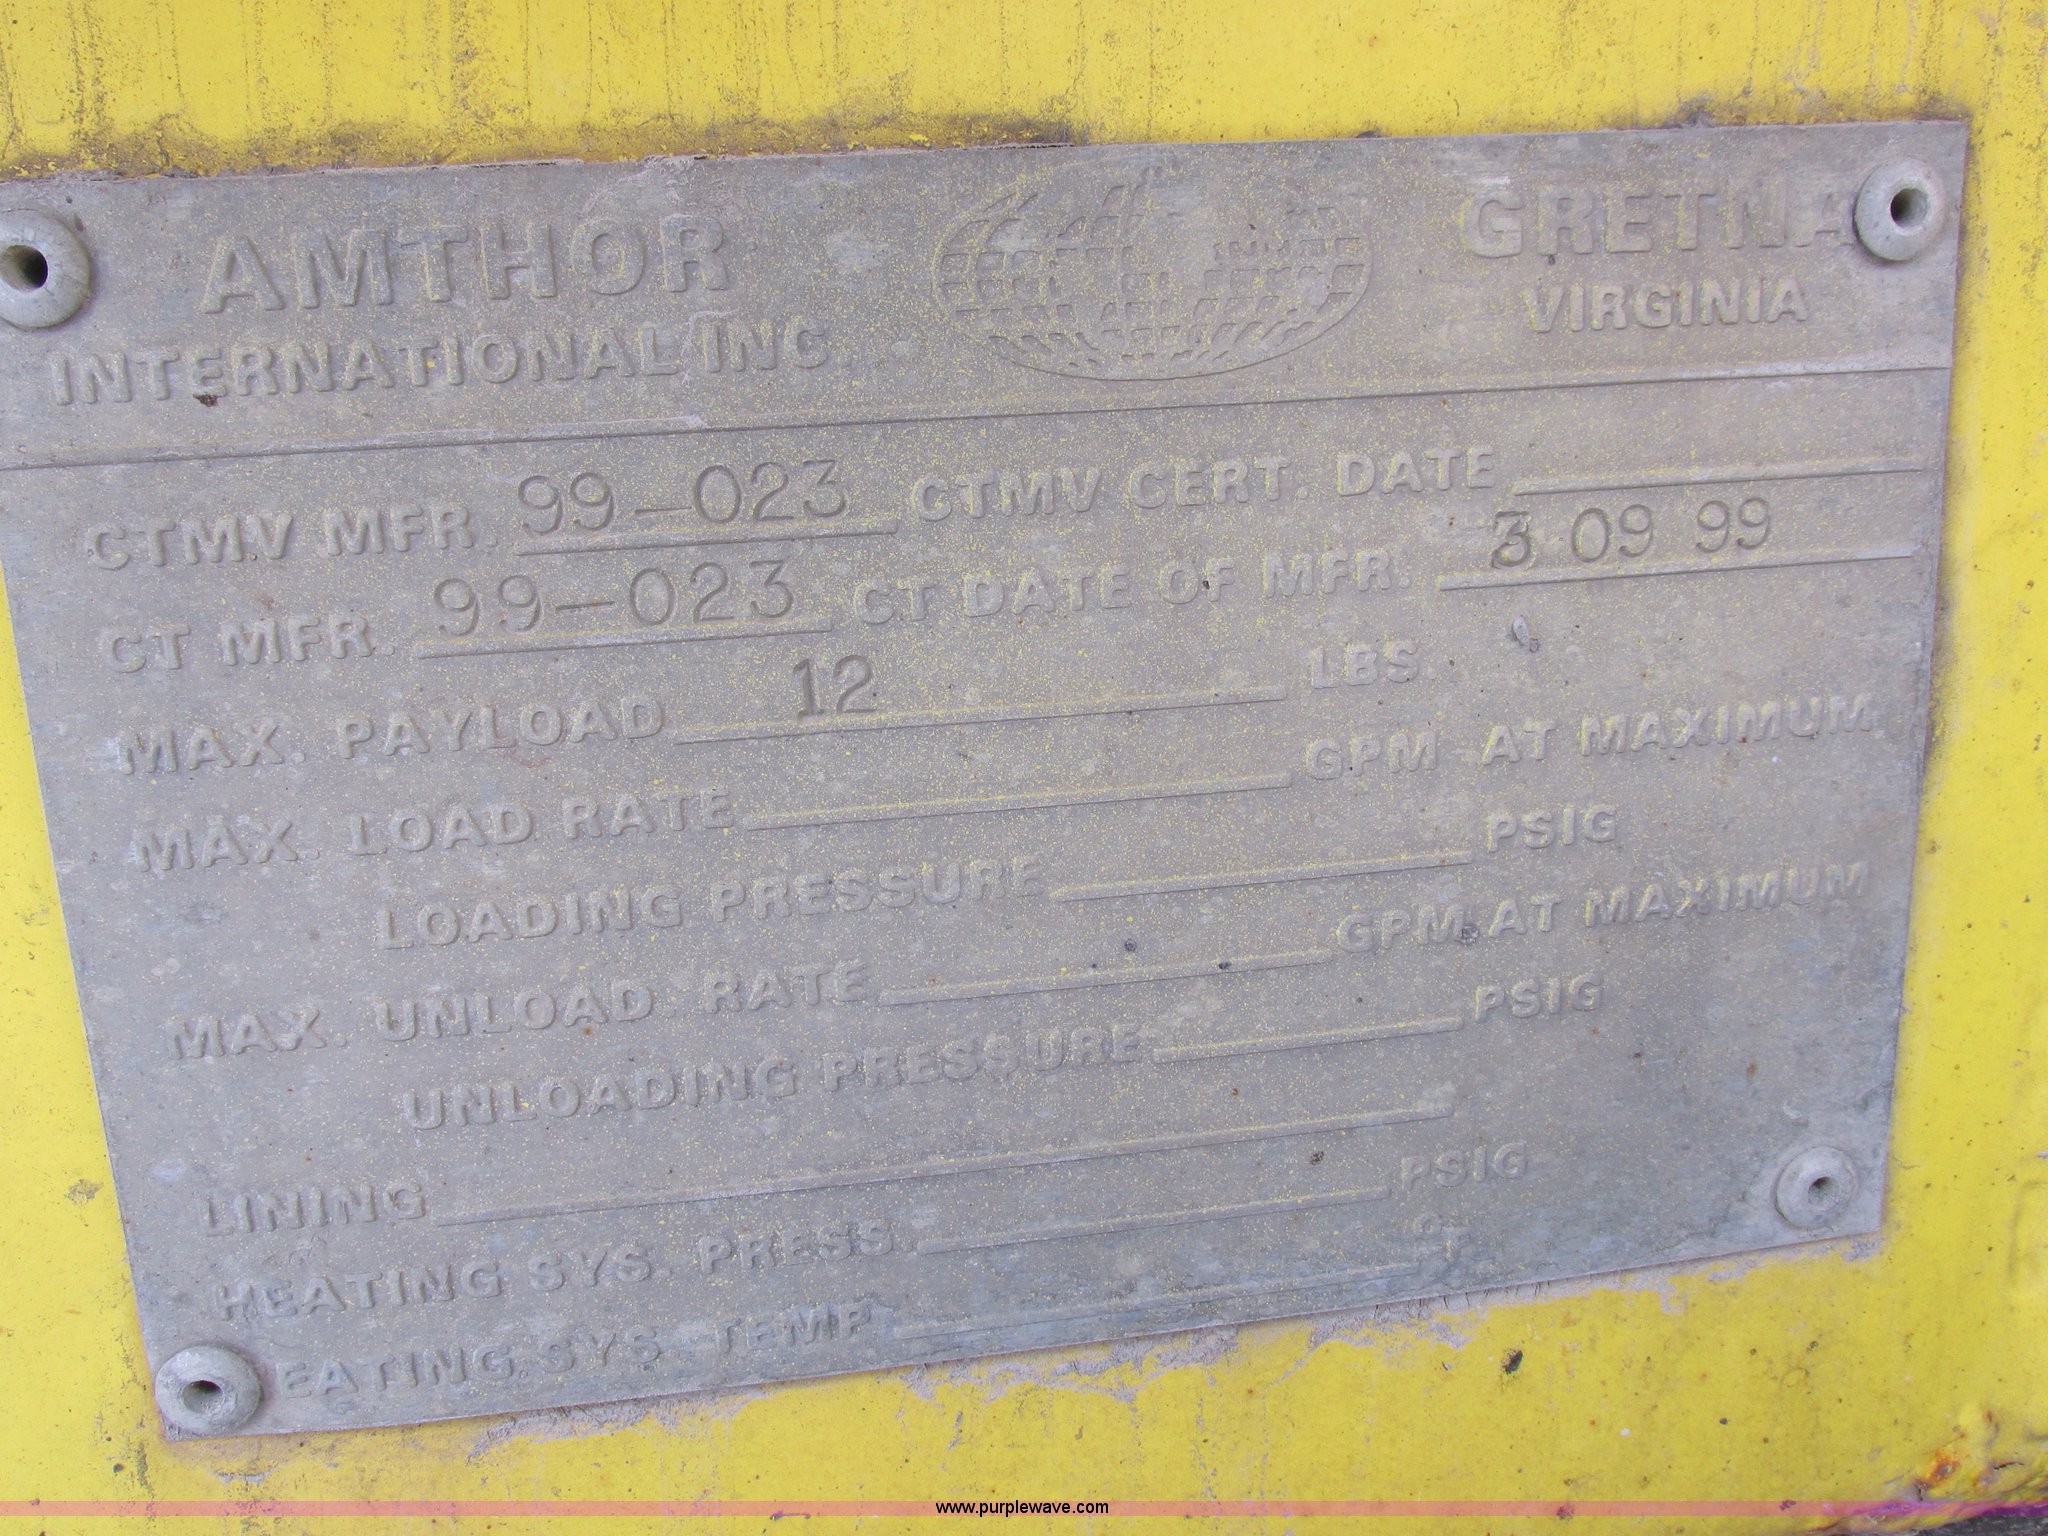 AMTHOR
INTERNATIONAL INC
GRETNA
VIRGINIA
CTMV MFR. 99-023 CTMV CERT. DATE
CT MFR. 99-023 CT DATE OF MFR. 3 09 99
MAX. PAYLOAD 12 LBS.
MAX. LOAD RATE GPM AT MAXIMUM
LOADING PRESSURE PSIG
MAX. UNLOAD. RATE GPM AT MAXIMUM
UNLOADING PRESSURE PSIG
LINING
HEATING SYS. PRESS. PSIG
EATING SYS. TEMP °F
www.purplewave.com